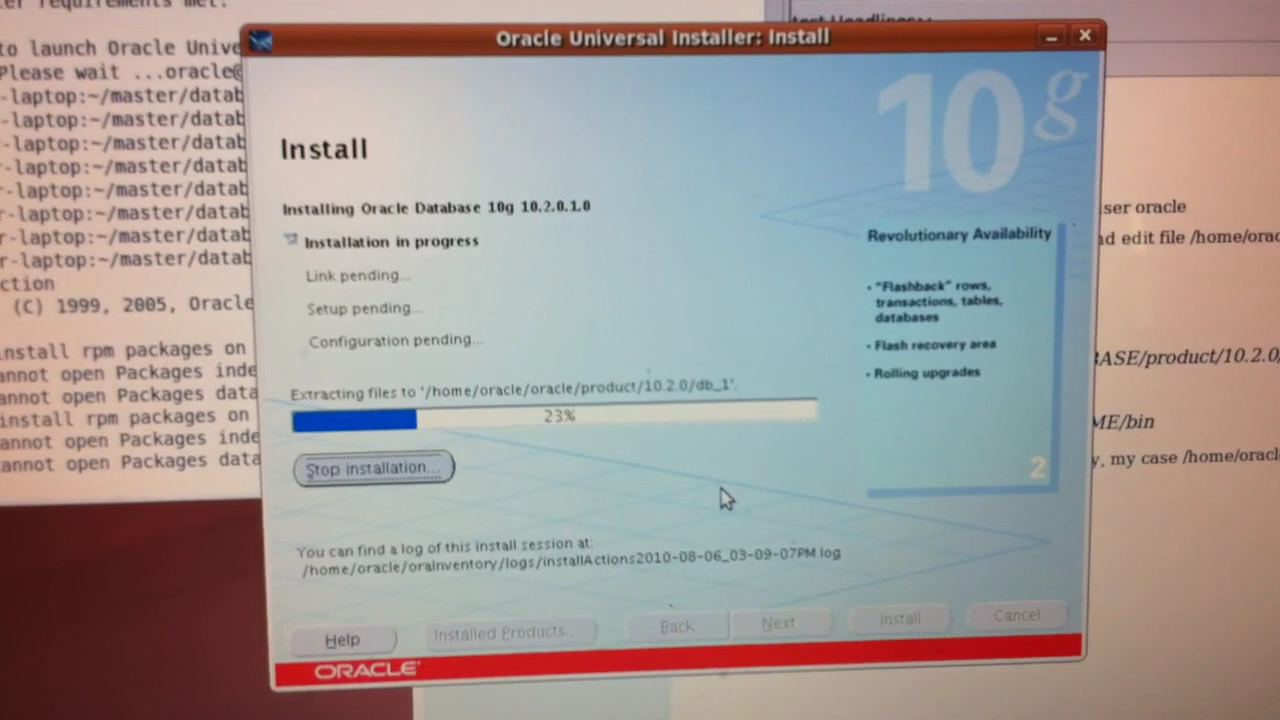 er requirements met.
to launch Oracle Unive
Please wait ...oracle@
-laptop:~/master/datab
r-laptop:~/master/datab
r-laptop:~/master/datab
r-laptop:~/master/datab
r-laptop:~/master/datab
r-laptop:~/master/datab
r-laptop:~/master/datab
r-laptop:~/master/datab
ction
(C) 1999, 2005, Oracle
install rpm packages on
annot open Packages inde
annot open Packages data
install rpm packages on
annot open Packages inde
annot open Packages data
Oracle Universal Installer: Install
10g
Install
Installing Oracle Database 10g 10.2.0.1.0
Installation in progress
Link pending...
Setup pending...
Configuration pending...
Extracting files to '/home/oracle/oracle/product/10.2.0/db_1'.
23%
Stop installation...
You can find a log of this install session at:
/home/oracle/oraInventory/logs/installActions2010-08-06_03-09-07PM.log
Revolutionary Availability
• "Flashback" rows,
transactions, tables,
databases
• Flash recovery area
• Rolling upgrades
2
Help
Installed Products...
Back
Next
Install
Cancel
ORACLE
test Headlines
ser oracle
nd edit file /home/orac
BASE/product/10.2.0/
ME/bin
y, my case /home/oracl